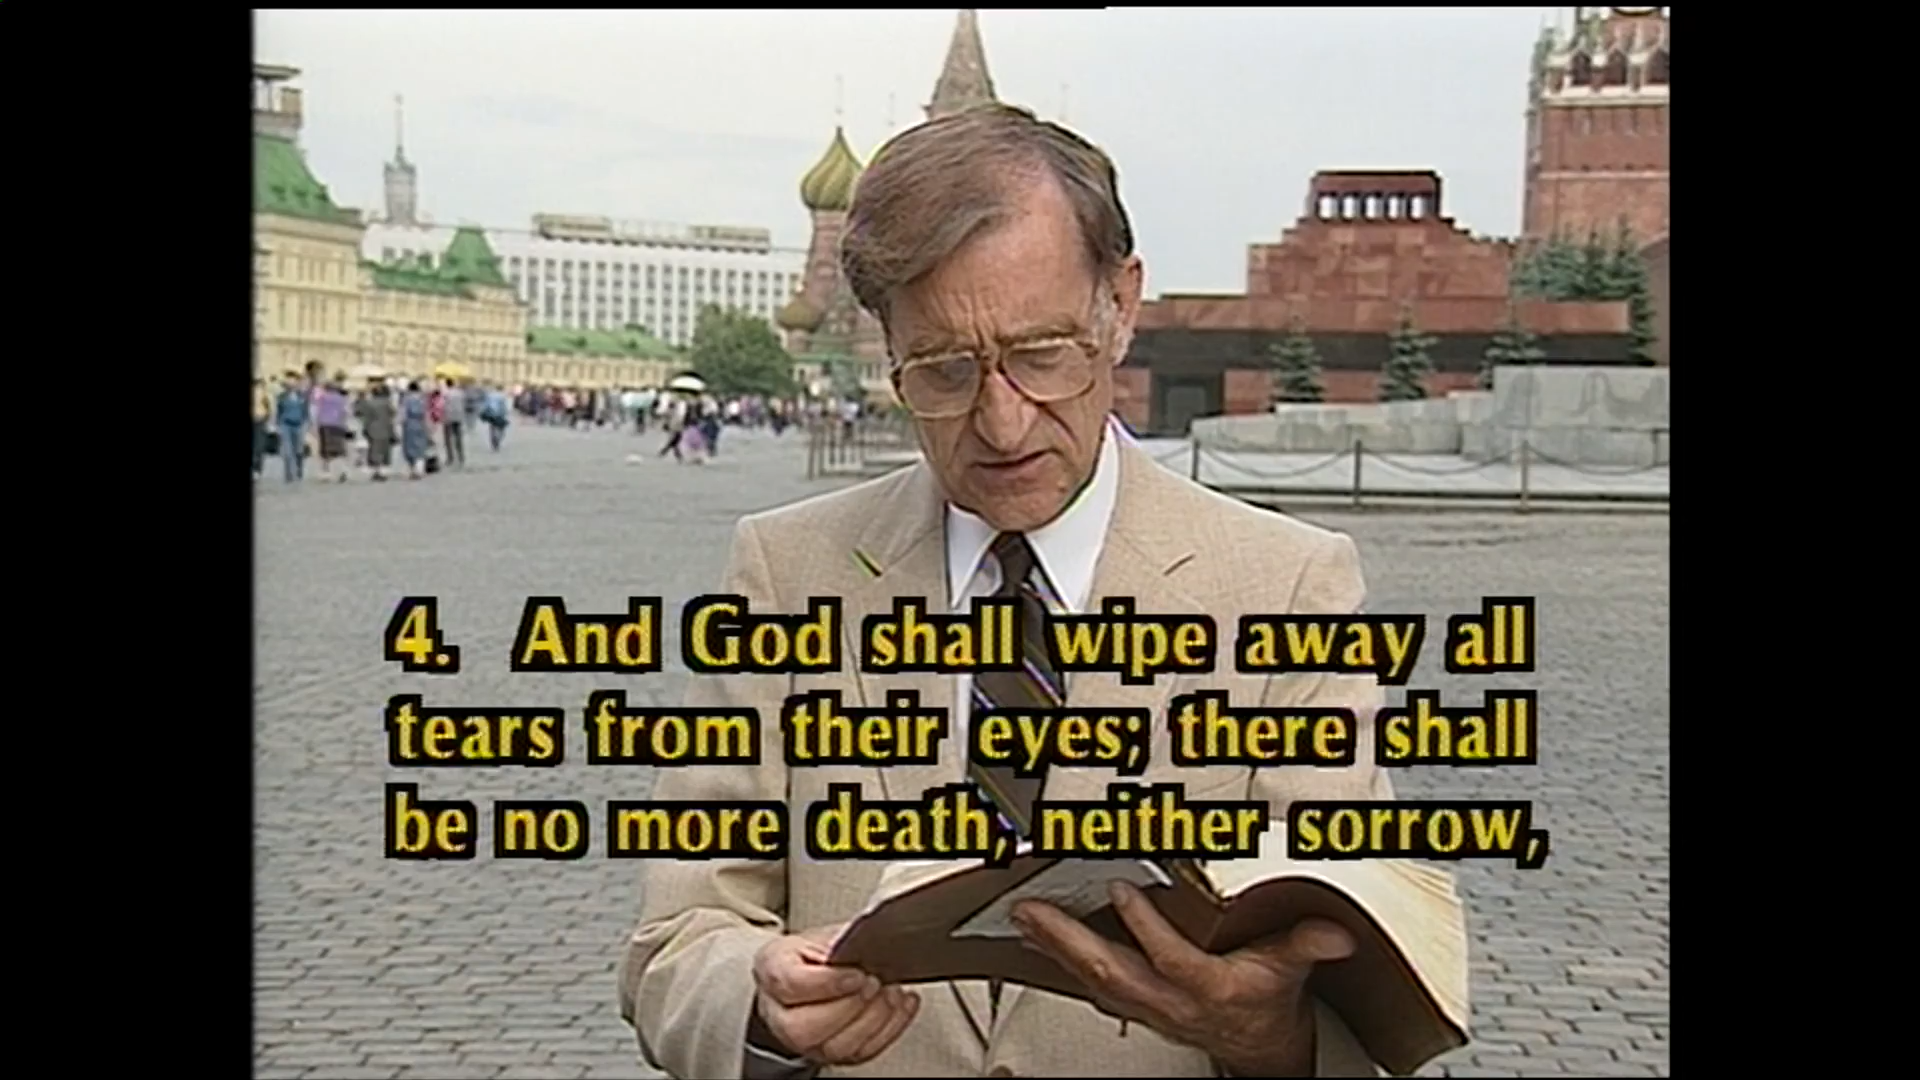 4. And God shall wipe away all
tears from their eyes; there shall
be no more death, neither sorrow,